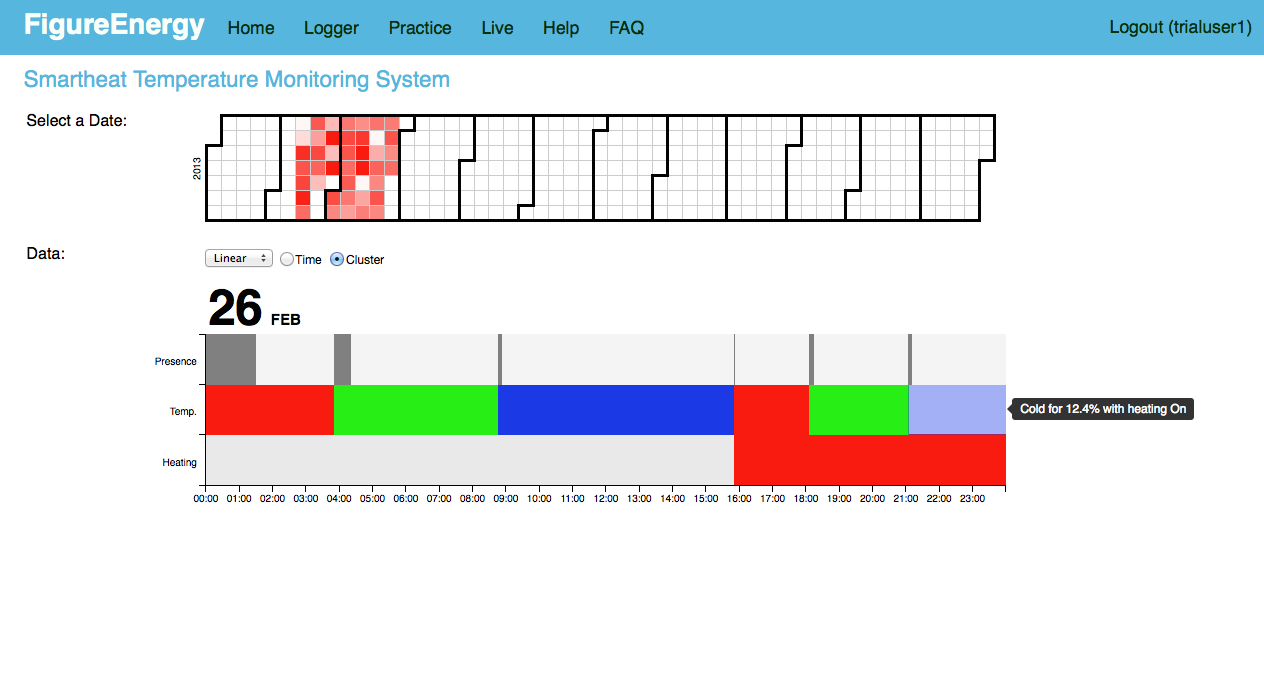 FigureEnergy Home Logger Practice Live Help FAQ Logout (trialuser1)
Smartheat Temperature Monitoring System
Select a Date:
2013
Data:
Linear Time Cluster
26 FEB
Presence
Temp.
Cold for 12.4% with heating On
Heating
00:00 01:00 02:00 03:00 04:00 05:00 06:00 07:00 08:00 09:00 10:00 11:00 12:00 13:00 14:00 15:00 16:00 17:00 18:00 19:00 20:00 21:00 22:00 23:00